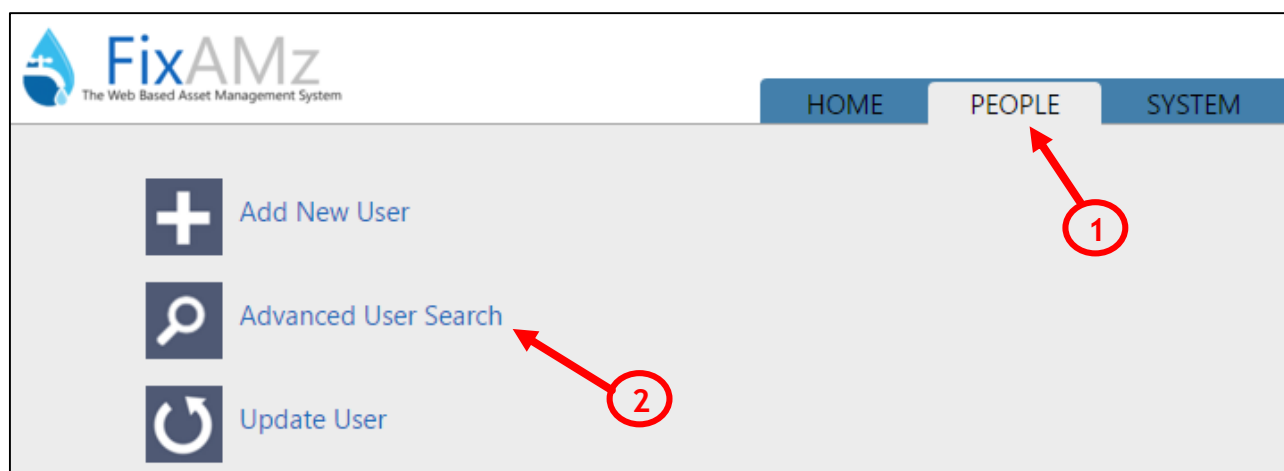 FixAMz
The Web Based Asset Management System
HOME PEOPLE SYSTEM
1
Add New User
Advanced User Search
2
Update User